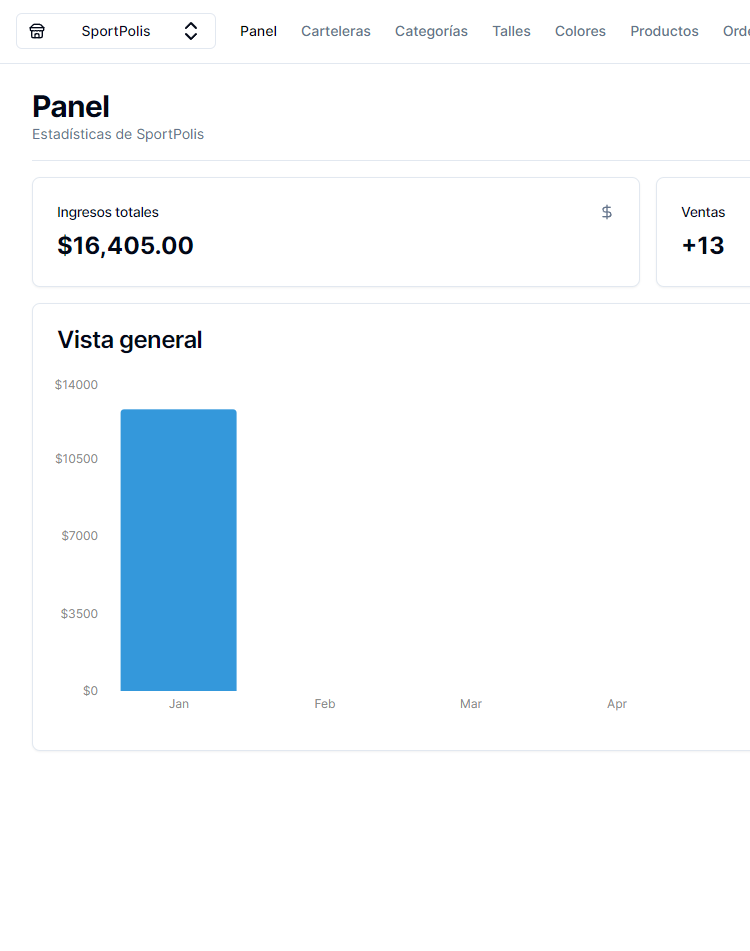 SportPolis Panel Carteleras Categorías Talles Colores Productos
Panel
Estadísticas de SportPolis
Ingresos totales $
$16,405.00
Ventas
+13
Vista general
$14000
$10500
$7000
$3500
$0
Jan Feb Mar Apr